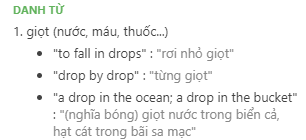 DANH TỪ
1. giọt (nước, máu, thuốc...)
• "to fall in drops" : "rơi nhỏ giọt"
• "drop by drop" : "từng giọt"
• "a drop in the ocean; a drop in the bucket"
: "(nghĩa bóng) giọt nước trong biển cả,
hạt cát trong bãi sa mạc"